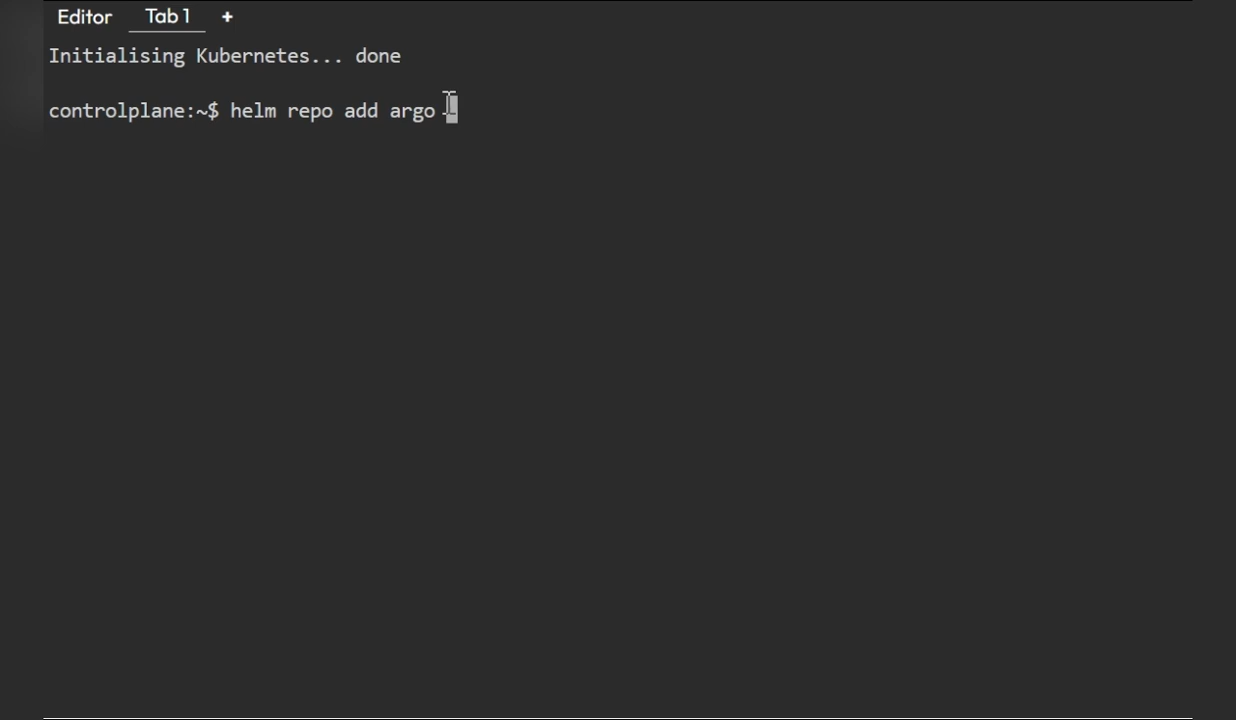 Editor Tab 1 +
Initialising Kubernetes... done
controlplane:~$ helm repo add argo